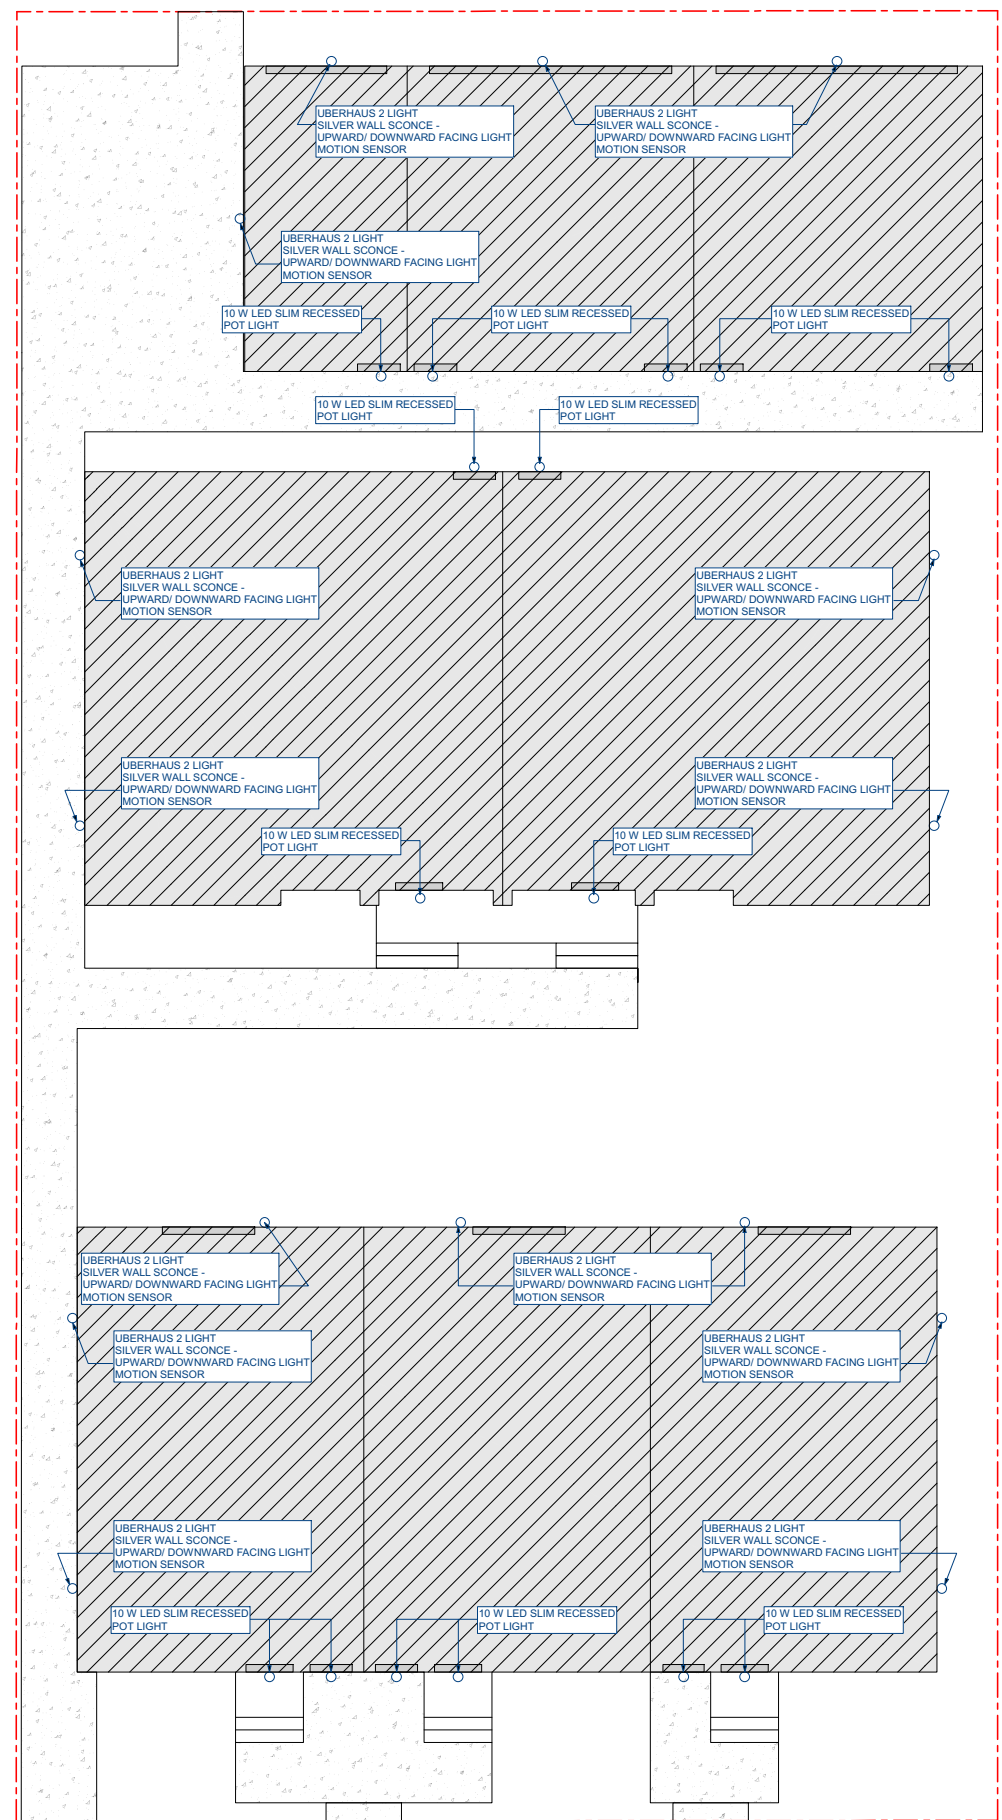 UBERHAUS 2 LIGHT
SILVER WALL SCONCE -
UPWARD/ DOWNWARD FACING LIGHT
MOTION SENSOR
UBERHAUS 2 LIGHT
SILVER WALL SCONCE -
UPWARD/ DOWNWARD FACING LIGHT
MOTION SENSOR
UBERHAUS 2 LIGHT
SILVER WALL SCONCE -
UPWARD/ DOWNWARD FACING LIGHT
MOTION SENSOR
10 W LED SLIM RECESSED
POT LIGHT
10 W LED SLIM RECESSED
POT LIGHT
10 W LED SLIM RECESSED
POT LIGHT
10 W LED SLIM RECESSED
POT LIGHT
10 W LED SLIM RECESSED
POT LIGHT
UBERHAUS 2 LIGHT
SILVER WALL SCONCE -
UPWARD/ DOWNWARD FACING LIGHT
MOTION SENSOR
UBERHAUS 2 LIGHT
SILVER WALL SCONCE -
UPWARD/ DOWNWARD FACING LIGHT
MOTION SENSOR
UBERHAUS 2 LIGHT
SILVER WALL SCONCE -
UPWARD/ DOWNWARD FACING LIGHT
MOTION SENSOR
UBERHAUS 2 LIGHT
SILVER WALL SCONCE -
UPWARD/ DOWNWARD FACING LIGHT
MOTION SENSOR
10 W LED SLIM RECESSED
POT LIGHT
10 W LED SLIM RECESSED
POT LIGHT
UBERHAUS 2 LIGHT
SILVER WALL SCONCE -
UPWARD/ DOWNWARD FACING LIGHT
MOTION SENSOR
UBERHAUS 2 LIGHT
SILVER WALL SCONCE -
UPWARD/ DOWNWARD FACING LIGHT
MOTION SENSOR
UBERHAUS 2 LIGHT
SILVER WALL SCONCE -
UPWARD/ DOWNWARD FACING LIGHT
MOTION SENSOR
UBERHAUS 2 LIGHT
SILVER WALL SCONCE -
UPWARD/ DOWNWARD FACING LIGHT
MOTION SENSOR
UBERHAUS 2 LIGHT
SILVER WALL SCONCE -
UPWARD/ DOWNWARD FACING LIGHT
MOTION SENSOR
UBERHAUS 2 LIGHT
SILVER WALL SCONCE -
UPWARD/ DOWNWARD FACING LIGHT
MOTION SENSOR
10 W LED SLIM RECESSED
POT LIGHT
10 W LED SLIM RECESSED
POT LIGHT
10 W LED SLIM RECESSED
POT LIGHT